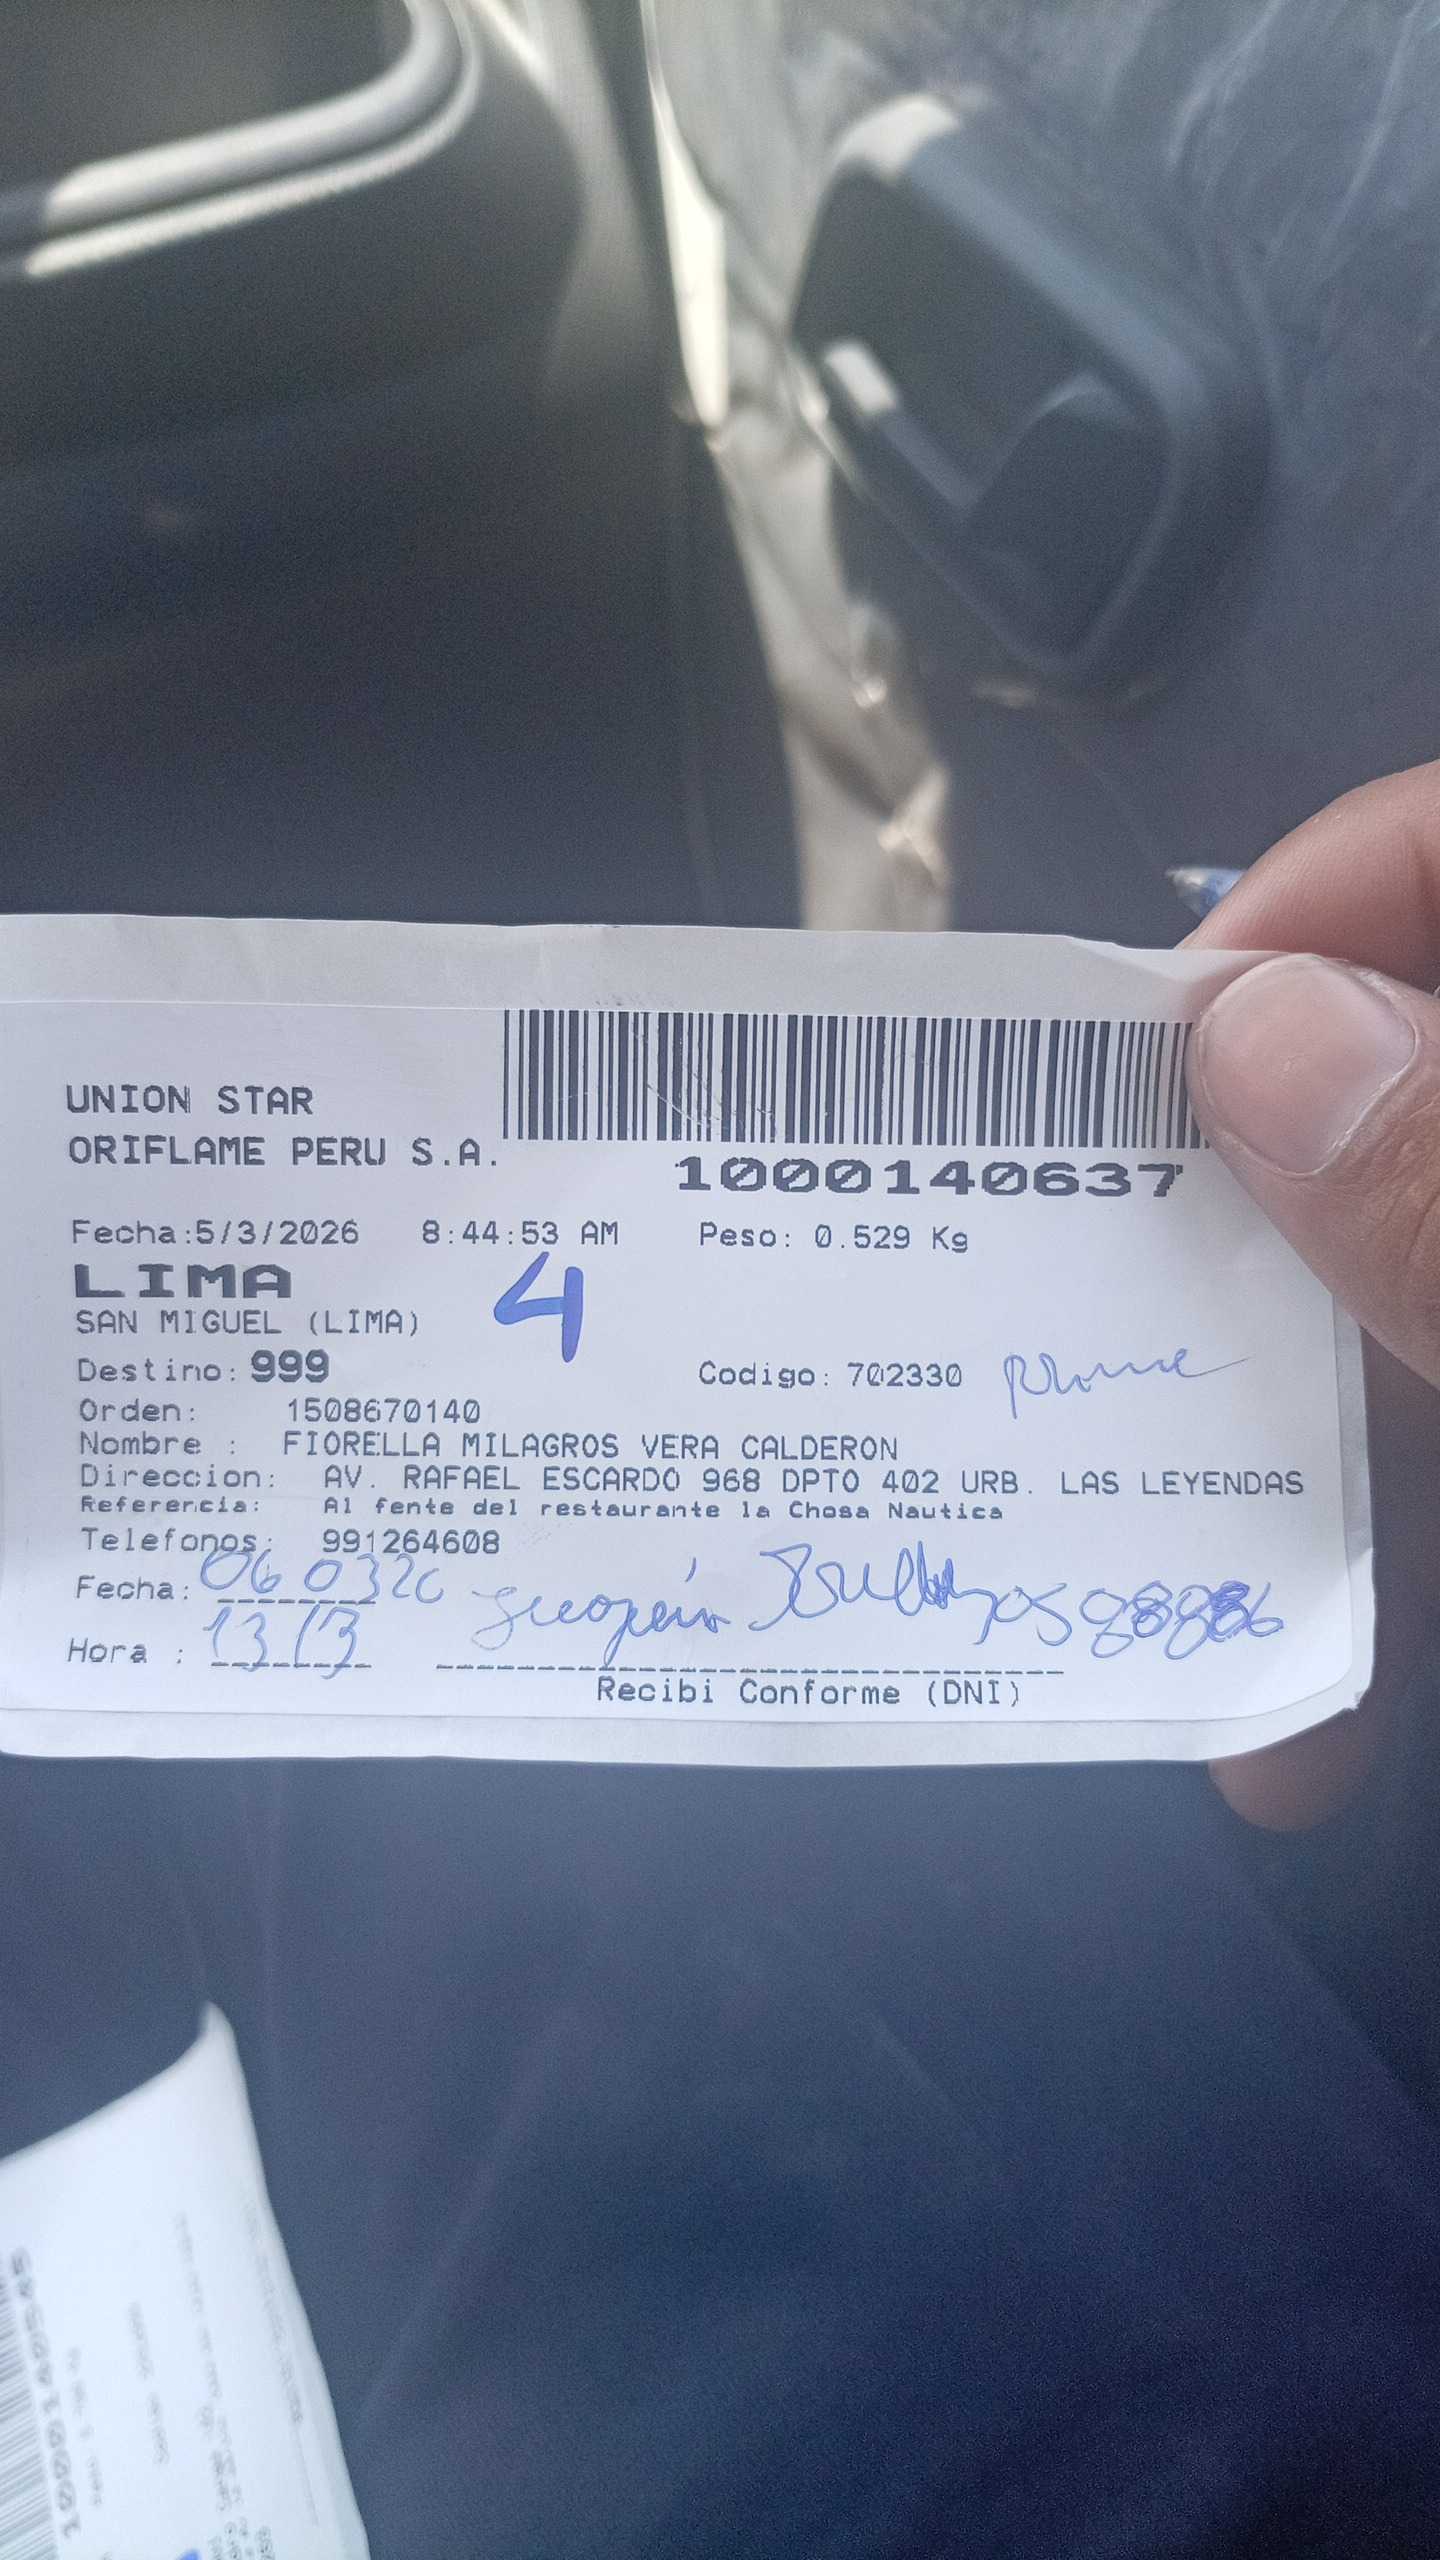 UNION STAR
ORIFLAME PERU S.A.
1000140637
Fecha:5/3/2026 8:44:53 AM Peso: 0.529 Kg
LIMA
4
SAN MIGUEL (LIMA)
Destino: 999 Codigo: 702330
Orden: 1508670140
Nombre : FIORELLA MILAGROS VERA CALDERON
Direccion: AV. RAFAEL ESCARDO 968 DPTO 402 URB. LAS LEYENDAS
Referencia: Al fente del restaurante la Chosa Nautica
Telefonos: 991264608
Fecha: 060326
Hora : 13 13
Recibi Conforme (DNI)